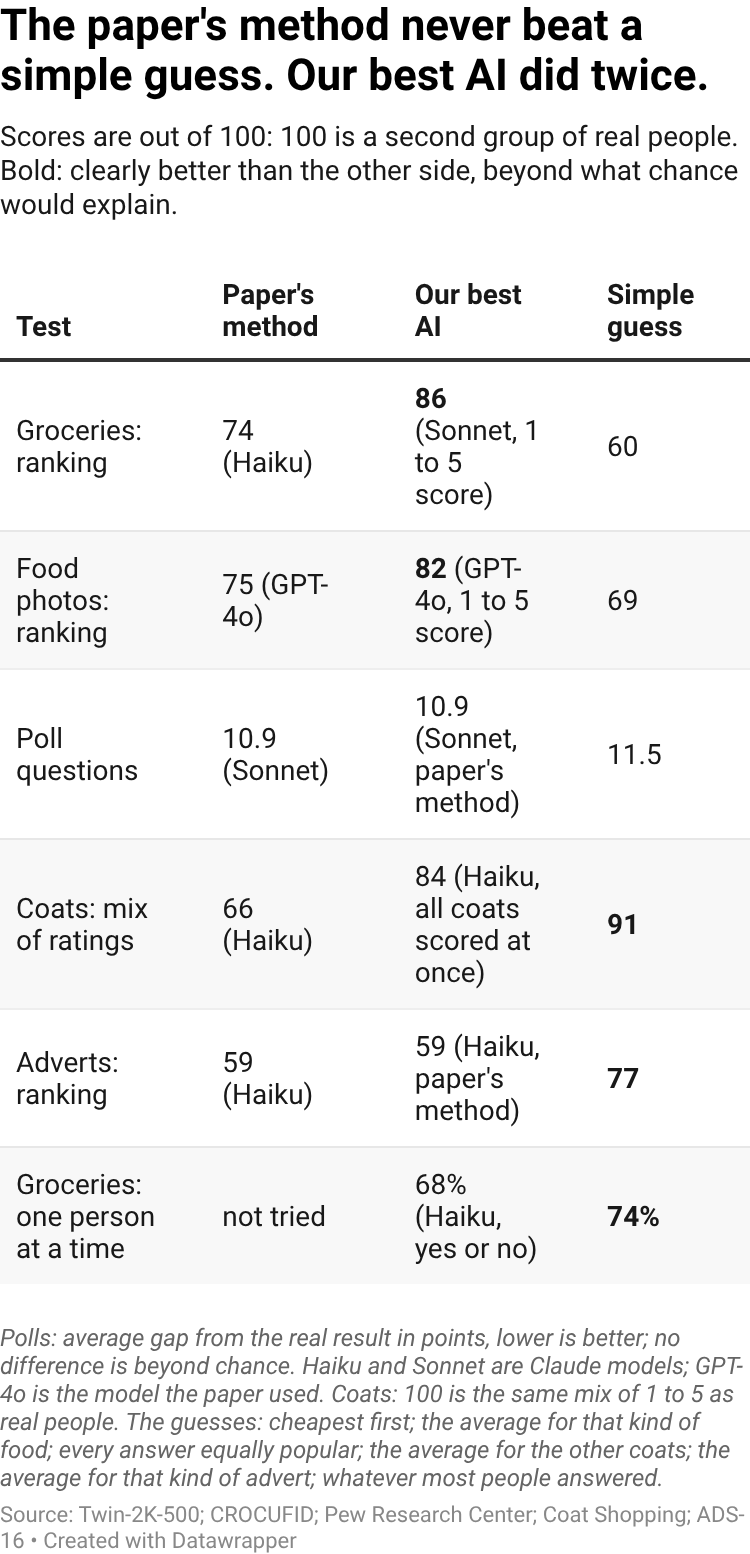 The paper's method never beat a
simple guess. Our best AI did twice.
Scores are out of 100: 100 is a second group of real people.
Bold: clearly better than the other side, beyond what chance
would explain.
Test
Paper's
method
Our best
AI
Simple
guess
Groceries:
ranking
74
(Haiku)
86
(Sonnet, 1
to 5
score)
60
Food
photos:
ranking
75 (GPT-
4o)
82 (GPT-
4o, 1 to 5
score)
69
Poll
questions
10.9
(Sonnet)
10.9
(Sonnet,
paper's
method)
11.5
Coats: mix
of ratings
66
(Haiku)
84 (Haiku,
all coats
scored at
once)
91
Adverts:
ranking
59
(Haiku)
59 (Haiku,
paper's
method)
77
Groceries:
one person
at a time
not tried
68%
(Haiku,
yes or no)
74%
Polls: average gap from the real result in points, lower is better; no
difference is beyond chance. Haiku and Sonnet are Claude models; GPT-
4o is the model the paper used. Coats: 100 is the same mix of 1 to 5 as
real people. The guesses: cheapest first; the average for that kind of
food; every answer equally popular; the average for the other coats; the
average for that kind of advert; whatever most people answered.
Source: Twin-2K-500; CROCUFID; Pew Research Center; Coat Shopping; ADS-
16 • Created with Datawrapper